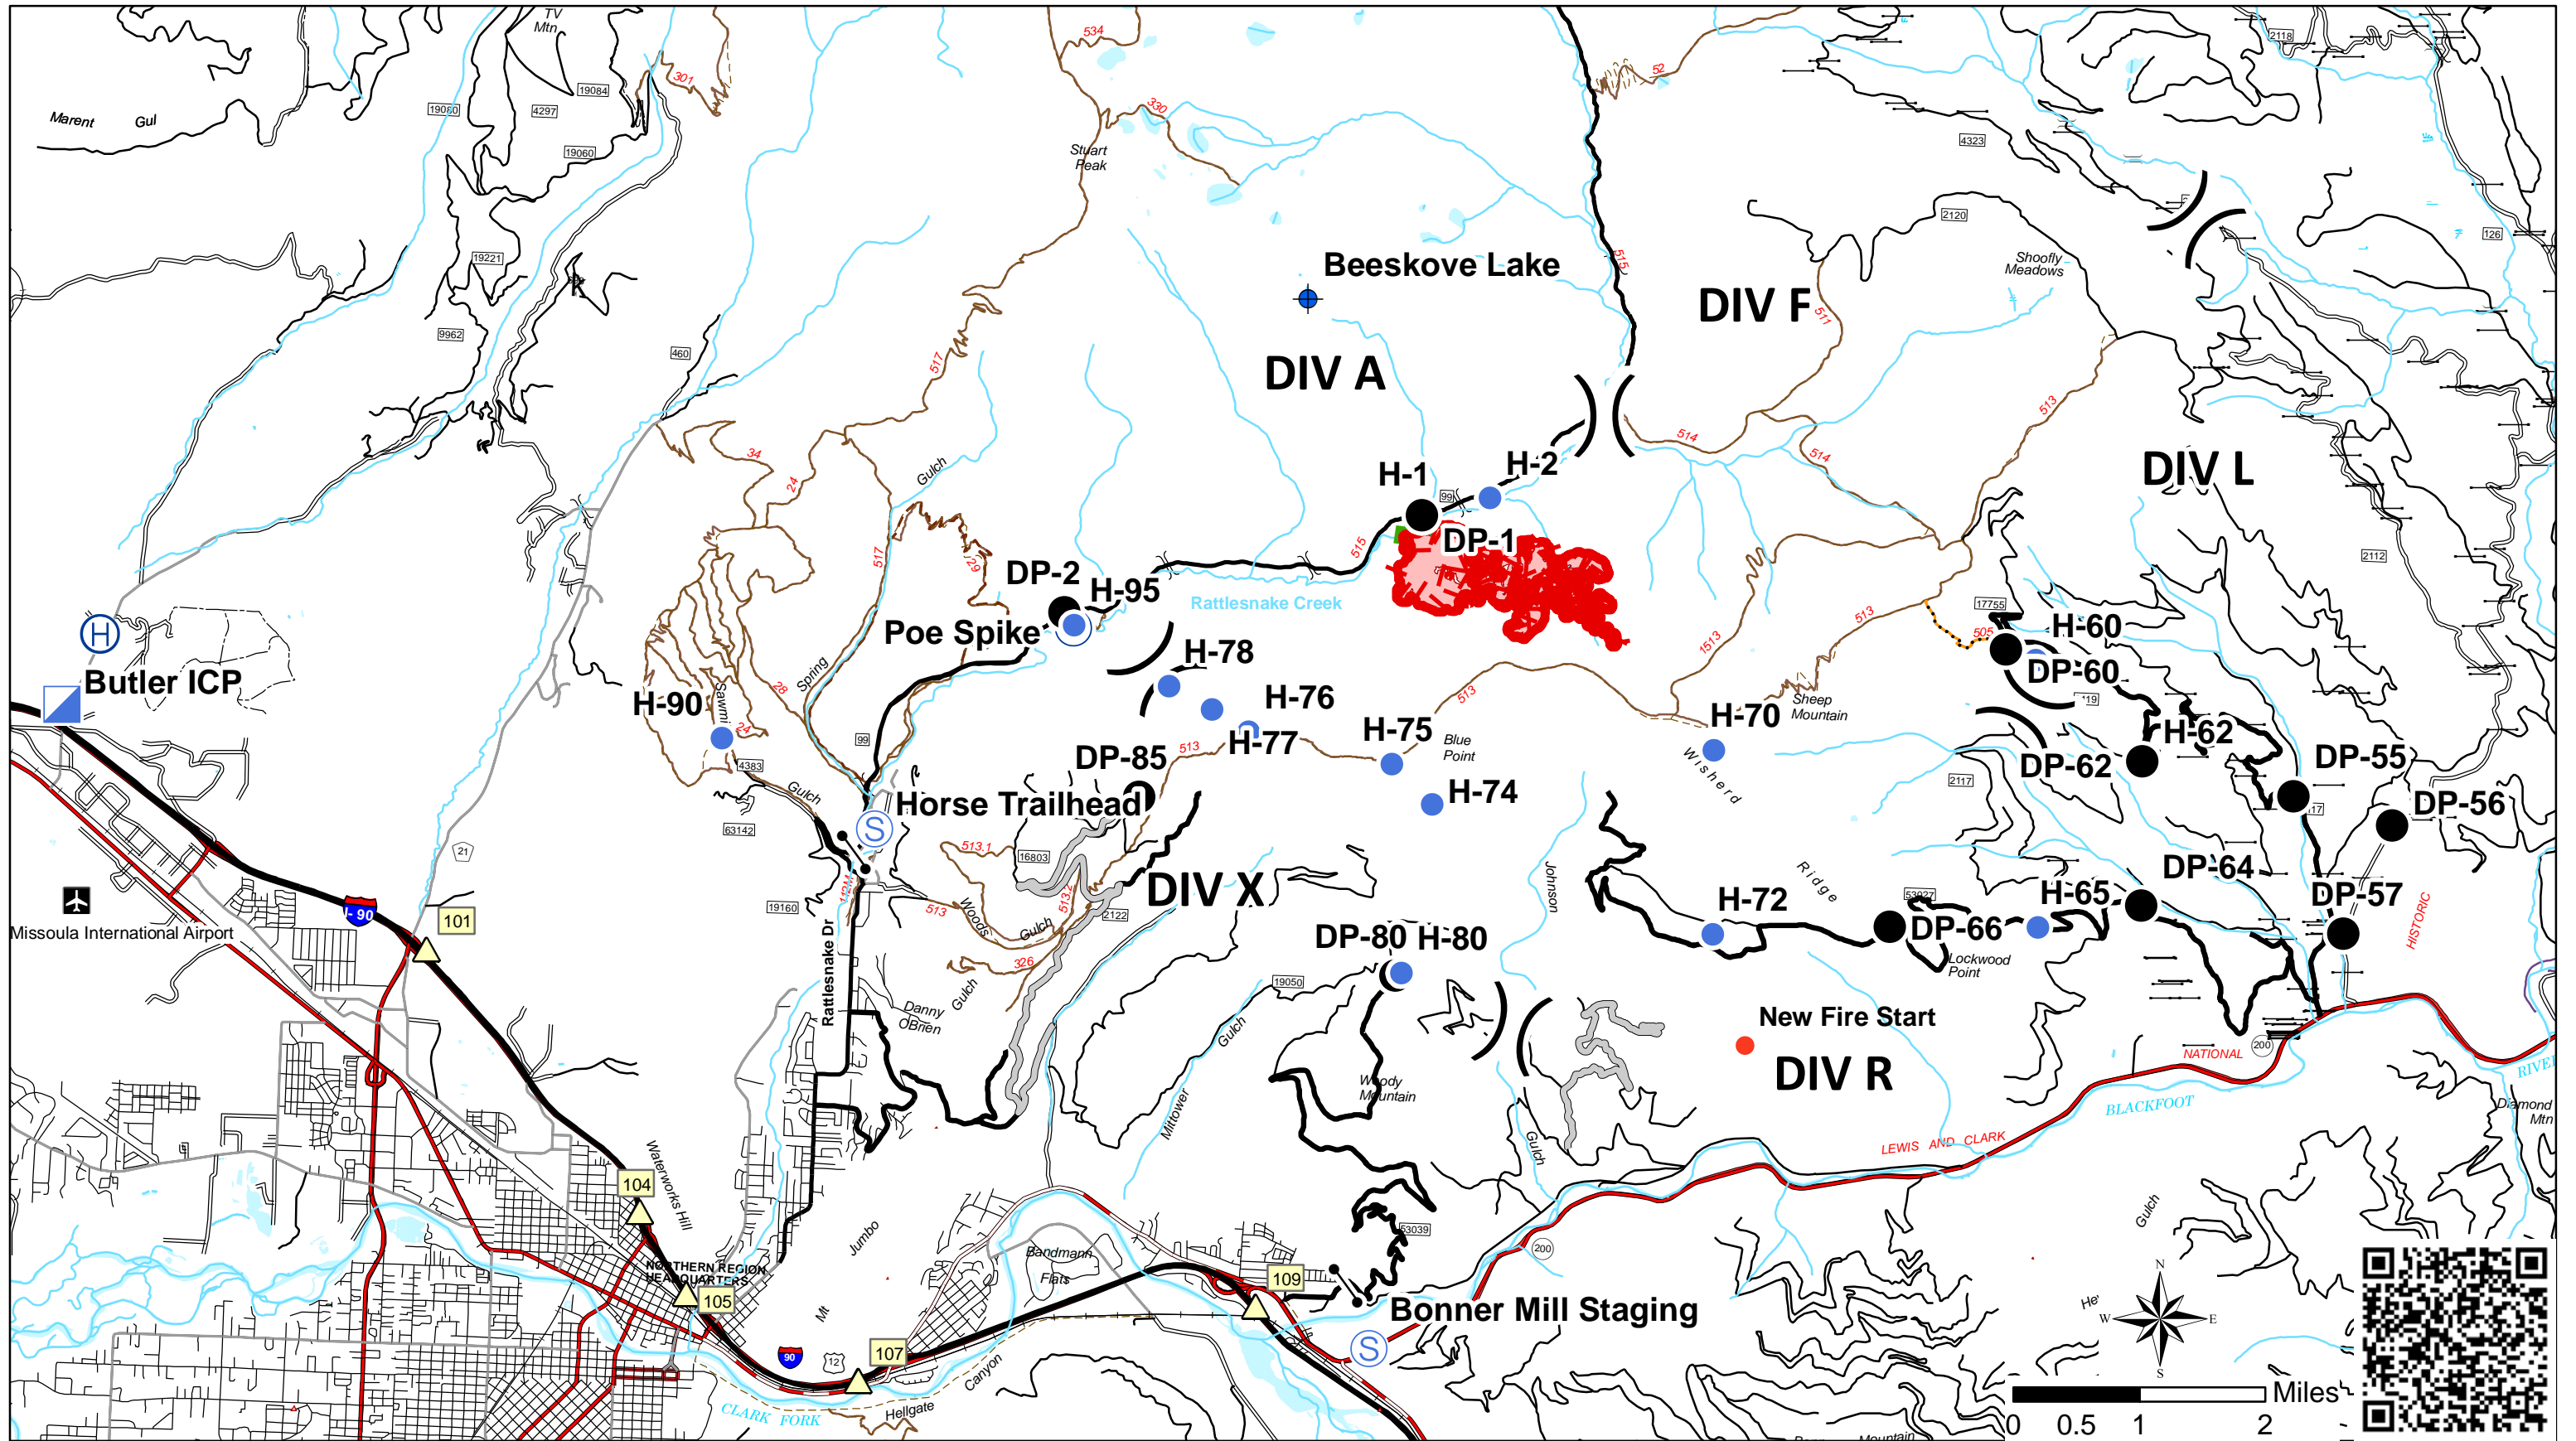 TV
Mtn
534
2118
301
52
19084
19080
4297
330
Marent
Gul
4323
19060
Stuart
Peak
2120
126
19221
515
Shoofly
Meadows
Beeskove Lake
DIV F
511
9962
460
517
DIV A
513
514
34
514
DIV L
24
Gulch
H-1
H-2
99
DP-1
515
517
29
2112
DP-2
H-95
Rattlesnake Creek
17755
505
H-60
513
Poe Spike
1513
H-78
DP-60
Spring
Butler ICP
28
H-90
Sawmi
24
H-76
513
Sheep
Mountain
H-70
H-75
Blue
Point
H-77
513
H-62
99
DP-85
DP-62
DP-55
4383
Gulch
Wisherd
2117
H-74
Horse Trailhead
DP-56
63142
21
513.1
16803
Ridge
DP-64
DIV X
Johnson
513.2
H-72
53027
H-65
DP-57
I-90
101
19160
513
Woods
Gulch
2122
HISTORIC
Missoula International Airport
DP-80
H-80
DP-66
Lockwood
Point
326
Rattlesnake Dr
19050
Danny
OBrien
Gulch
New Fire Start
Gulch
200
NATIONAL
DIV R
Woody
Mountain
Mittower
BLACKFOOT
Diamond
Mtn
Gulch
LEWIS AND CLARK
104
Waterworks Hill
Gulch
53039
Jumbo
Bandmann
Flats
200
NORTHERN REGION
HEADQUARTERS
109
N
105
Mt
Bonner Mill Staging
W
E
S
107
90
12
Canyon
Miles
CLARK FORK
Hellgate
0
0.5
1
2
Mountain